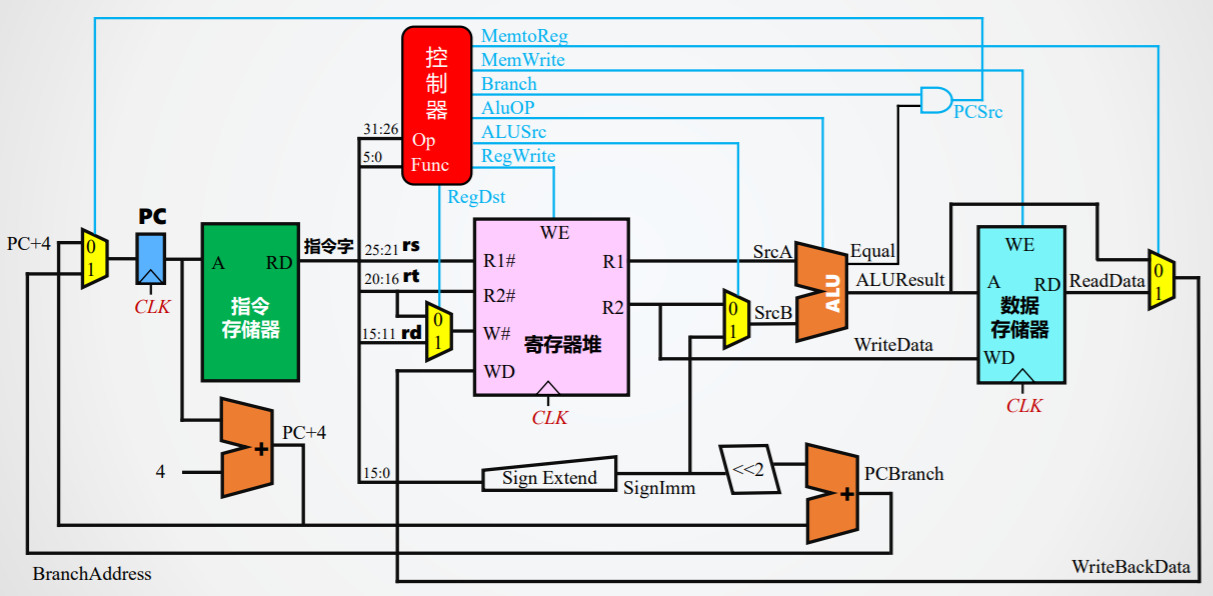 MemtoReg
控
制
器
MemWrite
Branch
AluOP
PCSrc
31:26
Op
ALUSrc
5:0
Func
RegWrite
RegDst
PC
PC+4
0
1
CLK
A
RD
指令
存储器
指令字
25:21 rs
20:16 rt
15:11 rd
0
1
WE
R1#
R1
R2#
R2
W#
寄存器堆
WD
CLK
SrcA
0
1
SrcB
ALU
Equal
ALUResult
WE
A
RD
数据
存储器
ReadData
0
1
WriteData
WD
CLK
PC+4
4
+
15:0
Sign Extend
SignImm
<<2
+
PCBranch
BranchAddress
WriteBackData